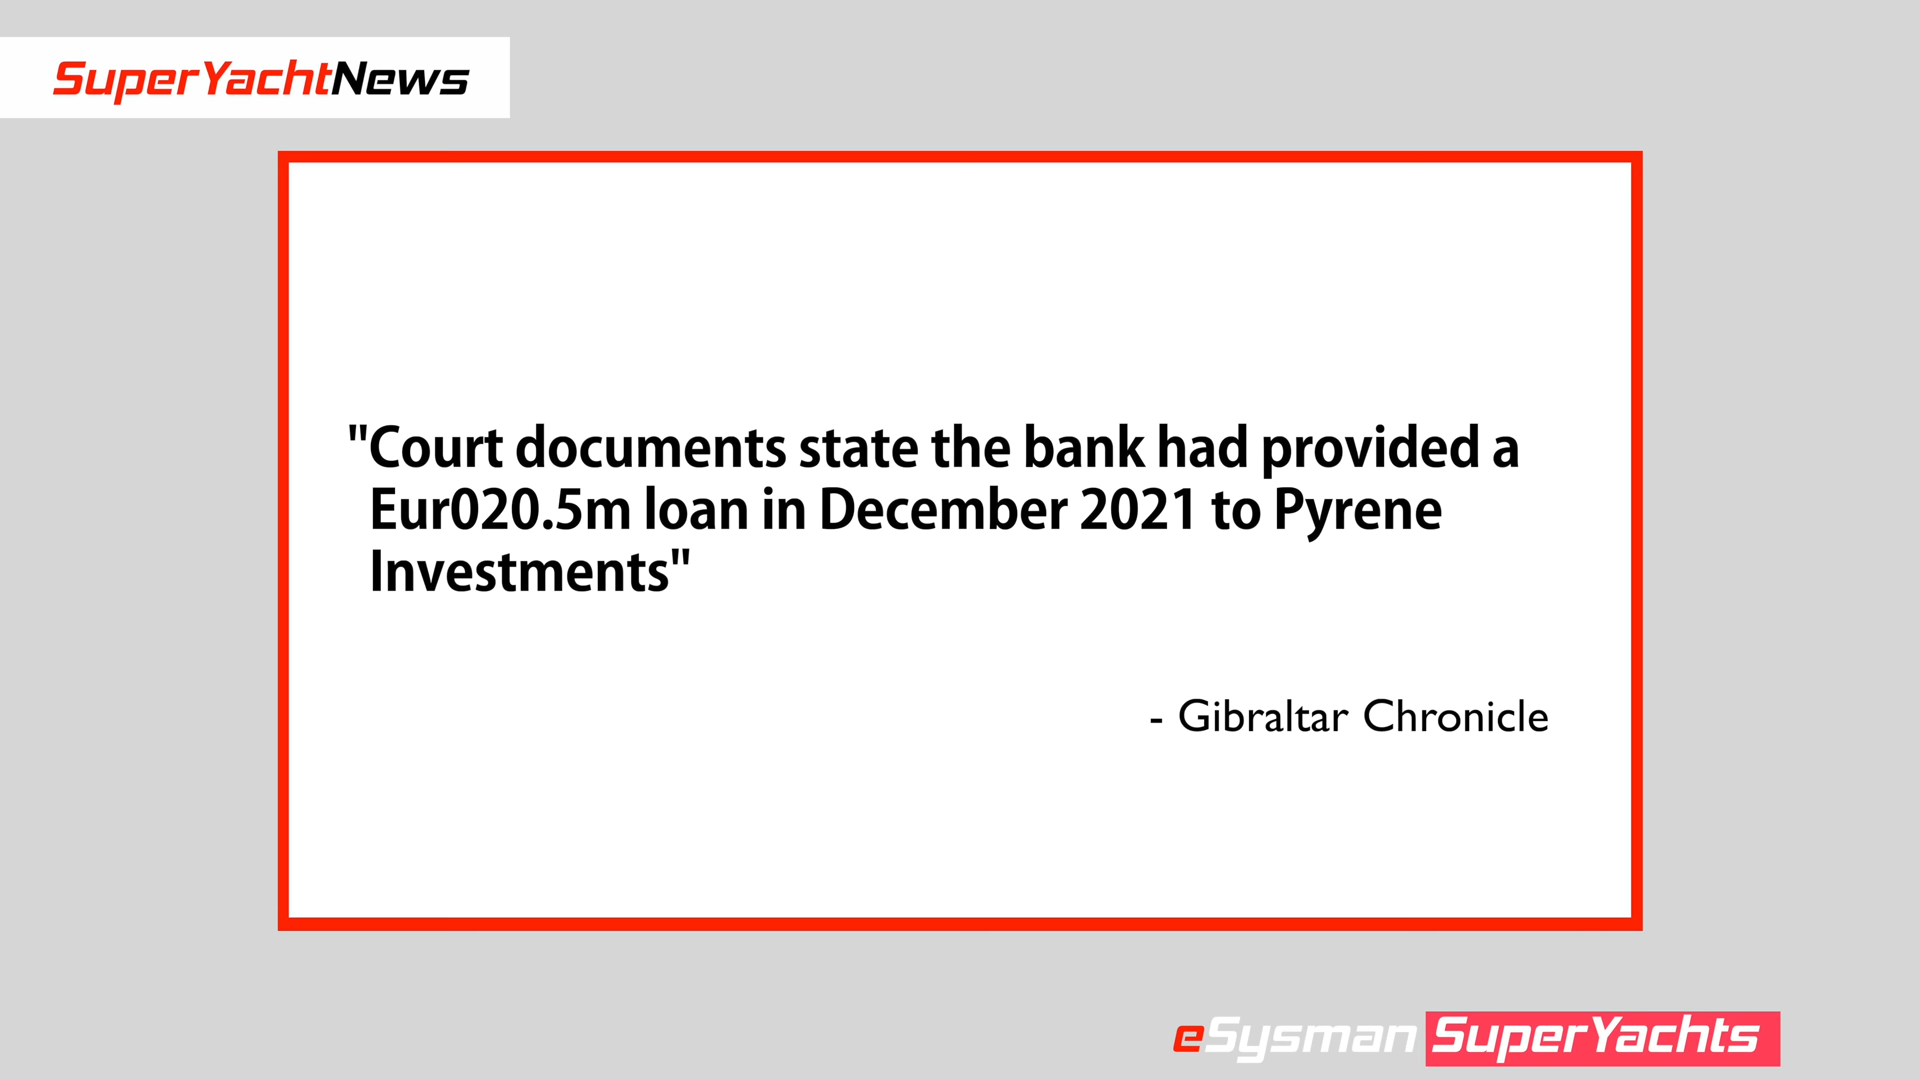 SuperYachtNews
"Court documents state the bank had provided a
Eur020.5m loan in December 2021 to Pyrene
Investments"
- Gibraltar Chronicle
eSysman SuperYachts